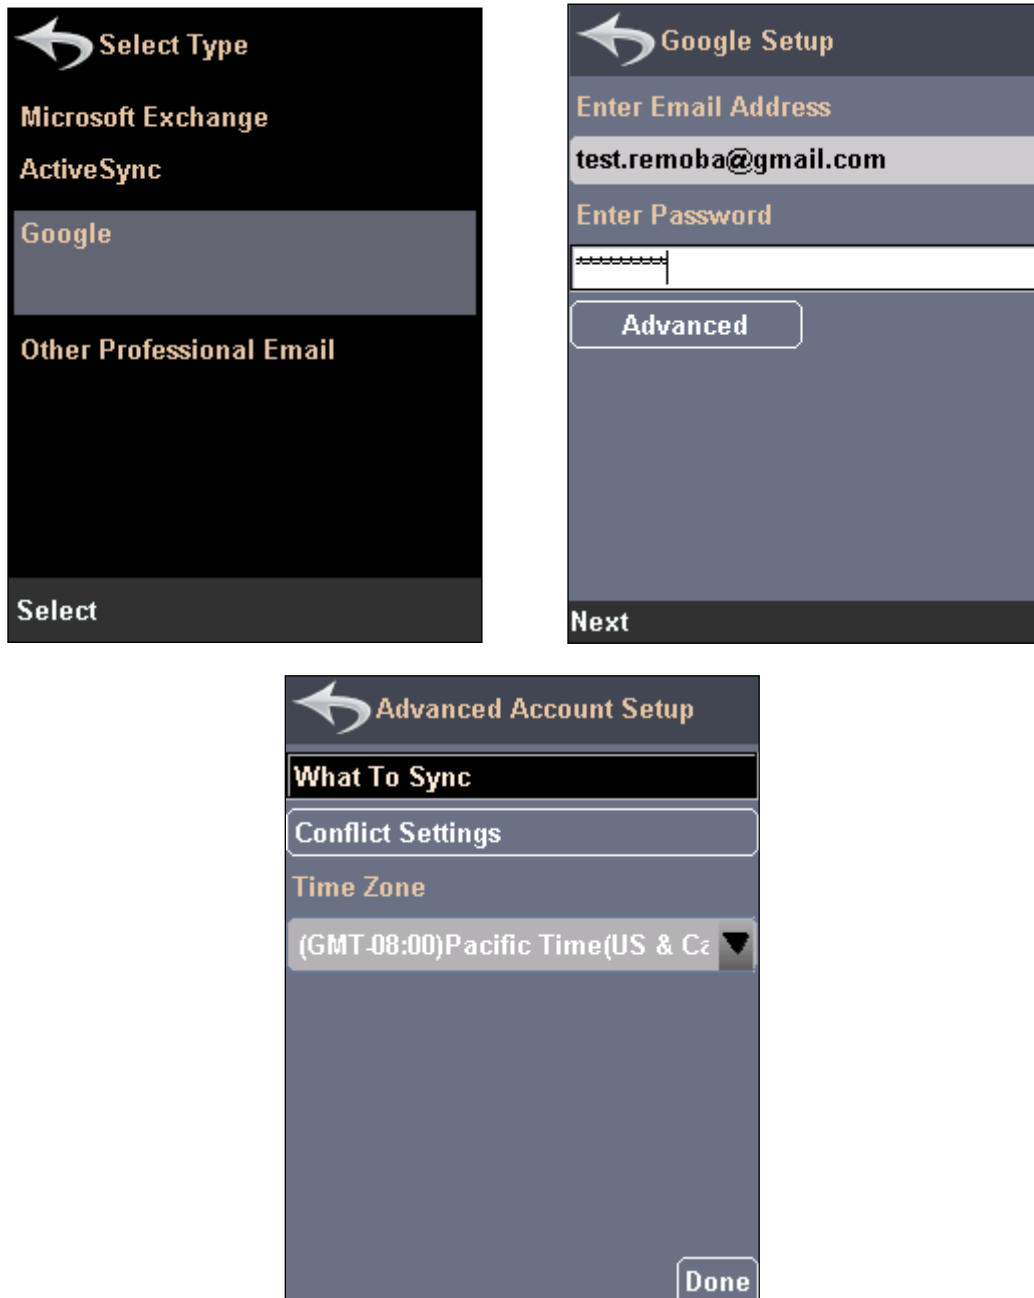 Select Type
Microsoft Exchange
ActiveSync
Google
Other Professional Email
Select
Google Setup
Enter Email Address
test.remoba@gmail.com
Enter Password
**********
Advanced
Next
Advanced Account Setup
What To Sync
Conflict Settings
Time Zone
(GMT-08:00)Pacific Time(US & Ca
Done